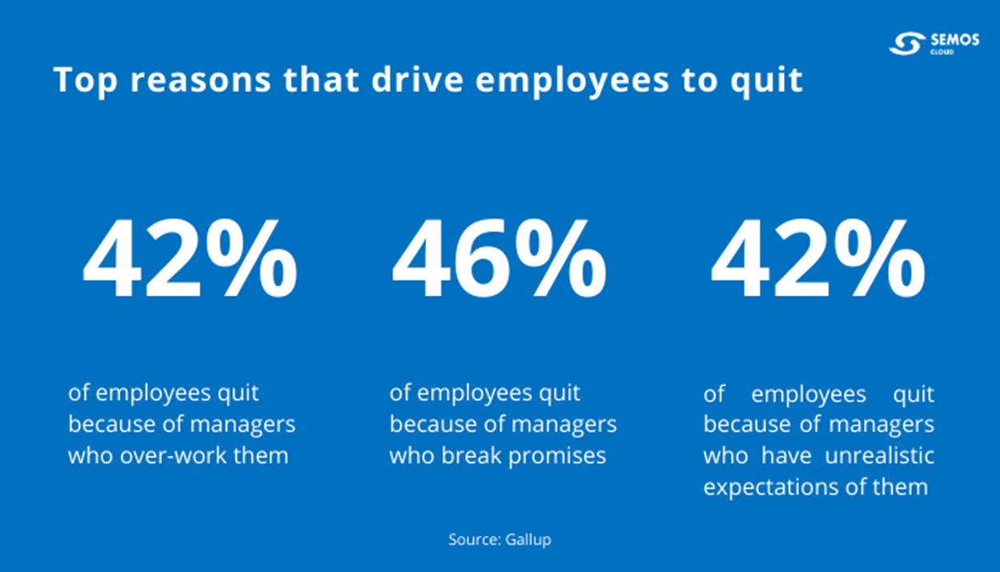 SEMOS
CLOUD
Top reasons that drive employees to quit
42%
of employees quit
because of managers
who over-work them
46%
of employees quit
because of managers
who break promises
42%
of employees quit
because of managers
who have unrealistic
expectations of them
Source: Gallup